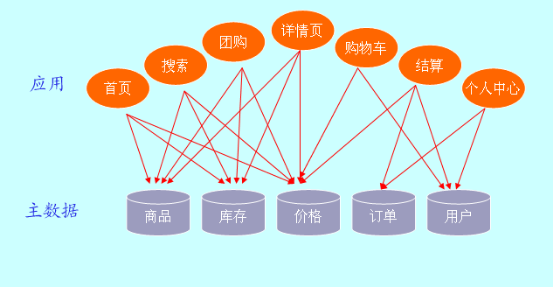 应用
首页
搜索
团购
详情页
购物车
结算
个人中心
主数据
商品
库存
价格
订单
用户